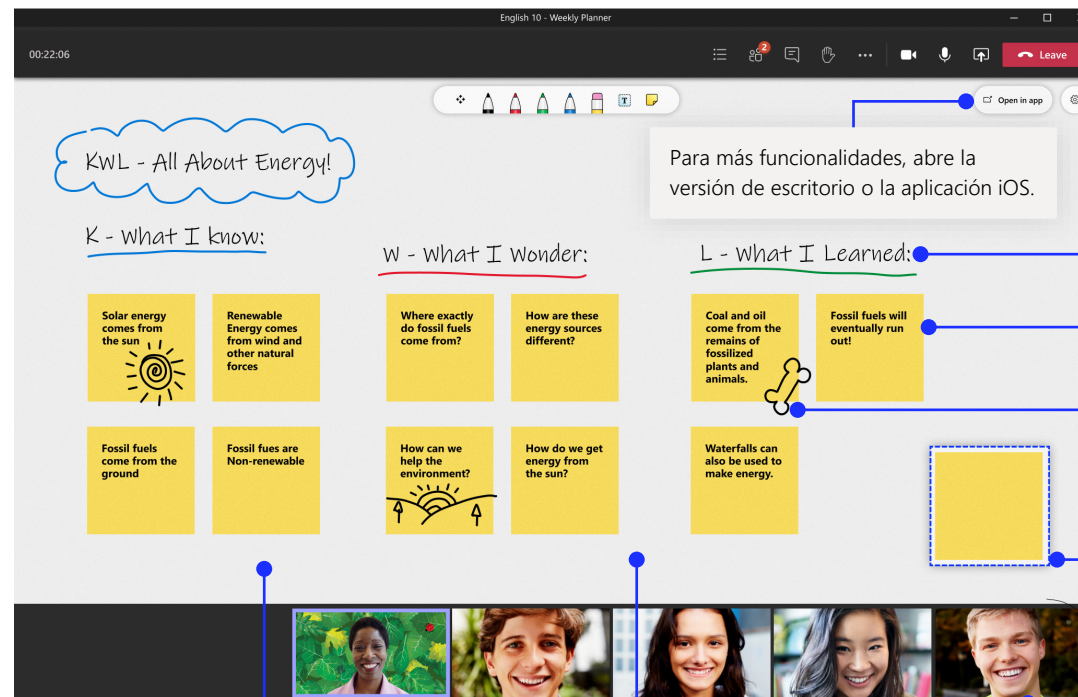 English 10 - Weekly Planner
00:22:06
2
Leave
T
Open in app
Para más funcionalidades, abre la
versión de escritorio o la aplicación iOS.
KWL - All About Energy!
K - What I know:
W - What I Wonder:
L - What I Learned:
Solar energy
comes from
the sun
Renewable
Energy comes
from wind and
other natural
forces
Where exactly
do fossil fuels
come from?
How are these
energy sources
different?
Coal and oil
come from the
remains of
fossilized
plants and
animals.
Fossil fuels will
eventually run
out!
Fossil fuels
come from the
ground
Fossil fues are
Non-renewable
How can we
help the
environment?
How do we get
energy from
the sun?
Waterfalls can
also be used to
make energy.